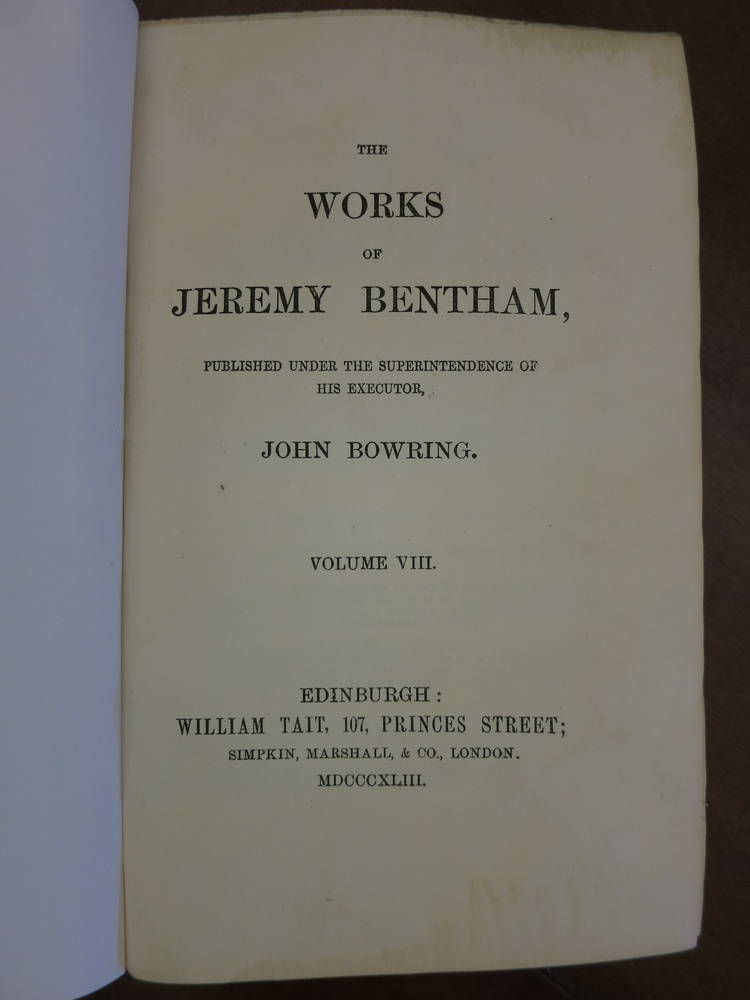 THE
WORKS
OF
JEREMY BENTHAM,
PUBLISHED UNDER THE SUPERINTENDENCE OF
HIS EXECUTOR,
JOHN BOWRING.
VOLUME VIII.
EDINBURGH:
WILLIAM TAIT, 107, PRINCES STREET;
SIMPKIN, MARSHALL, & CO., LONDON.
MDCCCXLIII.